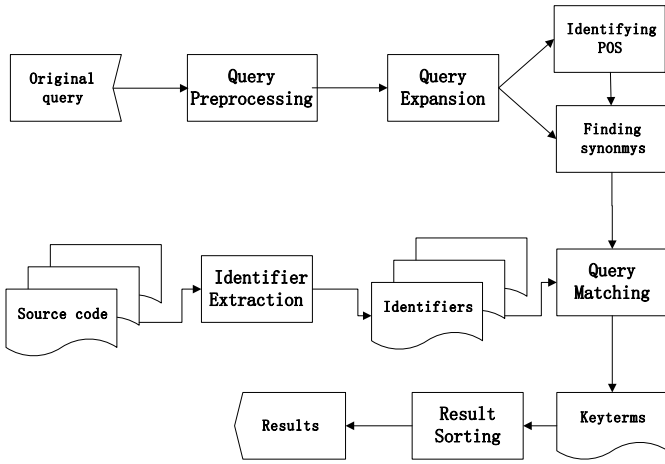 Original
query
Query
Preprocessing
Query
Expansion
Identifying
POS
Finding
synonmys
Source code
Identifier
Extraction
Identifiers
Query
Matching
Results
Result
Sorting
Keyterms